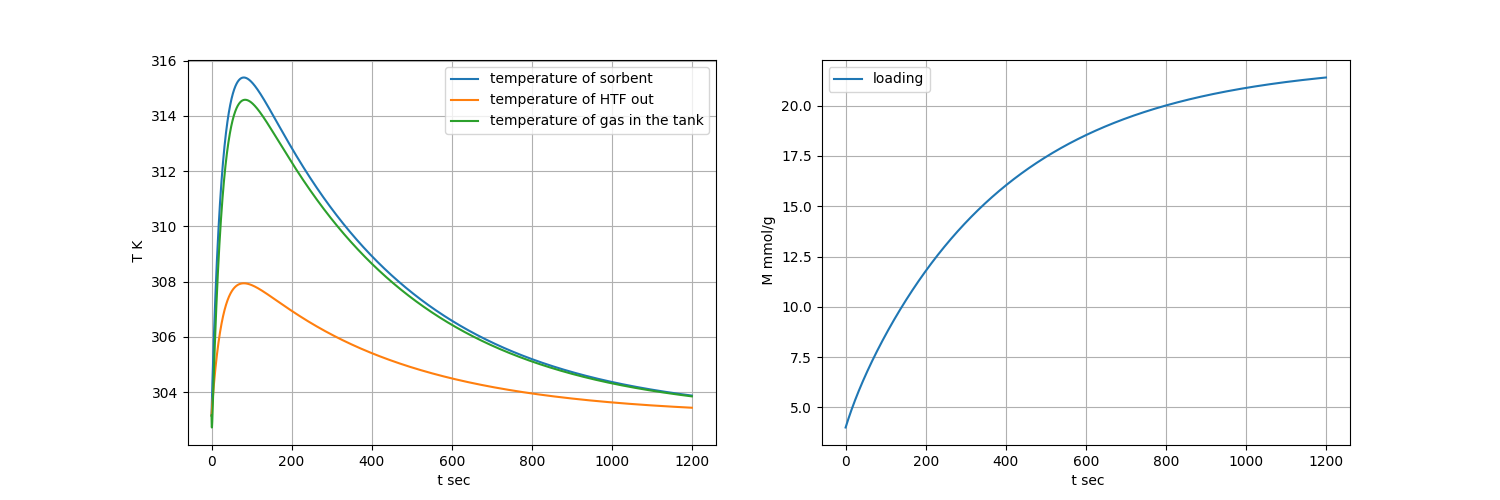 316
314
312
310
308
306
304
T K
temperature of sorbent
temperature of HTF out
temperature of gas in the tank
0 200 400 600 800 1000 1200
t sec
20.0
17.5
15.0
12.5
10.0
7.5
5.0
M mmol/g
loading
0 200 400 600 800 1000 1200
t sec